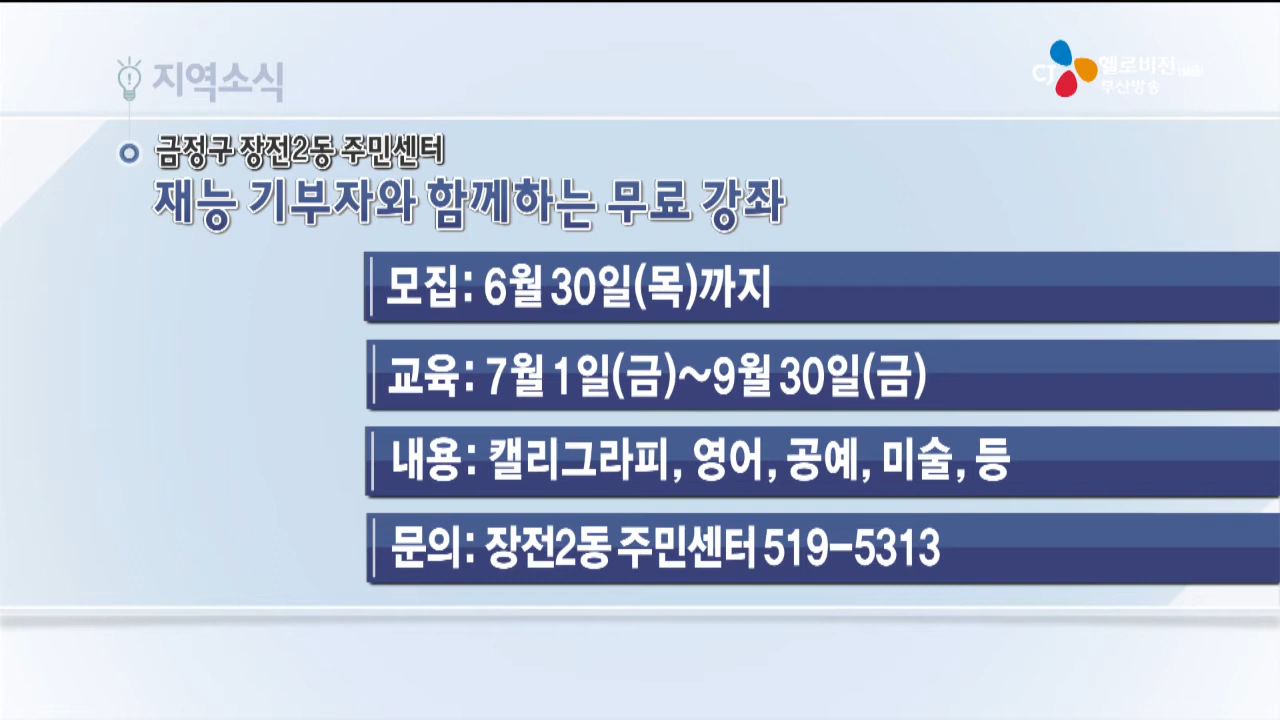 지역소식
CJ 헬로비전
부산방송
금정구 장전2동 주민센터
재능 기부자와 함께하는 무료 강좌
모집: 6월 30일(목)까지
교육: 7월 1일(금)~9월 30일(금)
내용: 캘리그라피, 영어, 공예, 미술, 등
문의: 장전2동 주민센터 519-5313